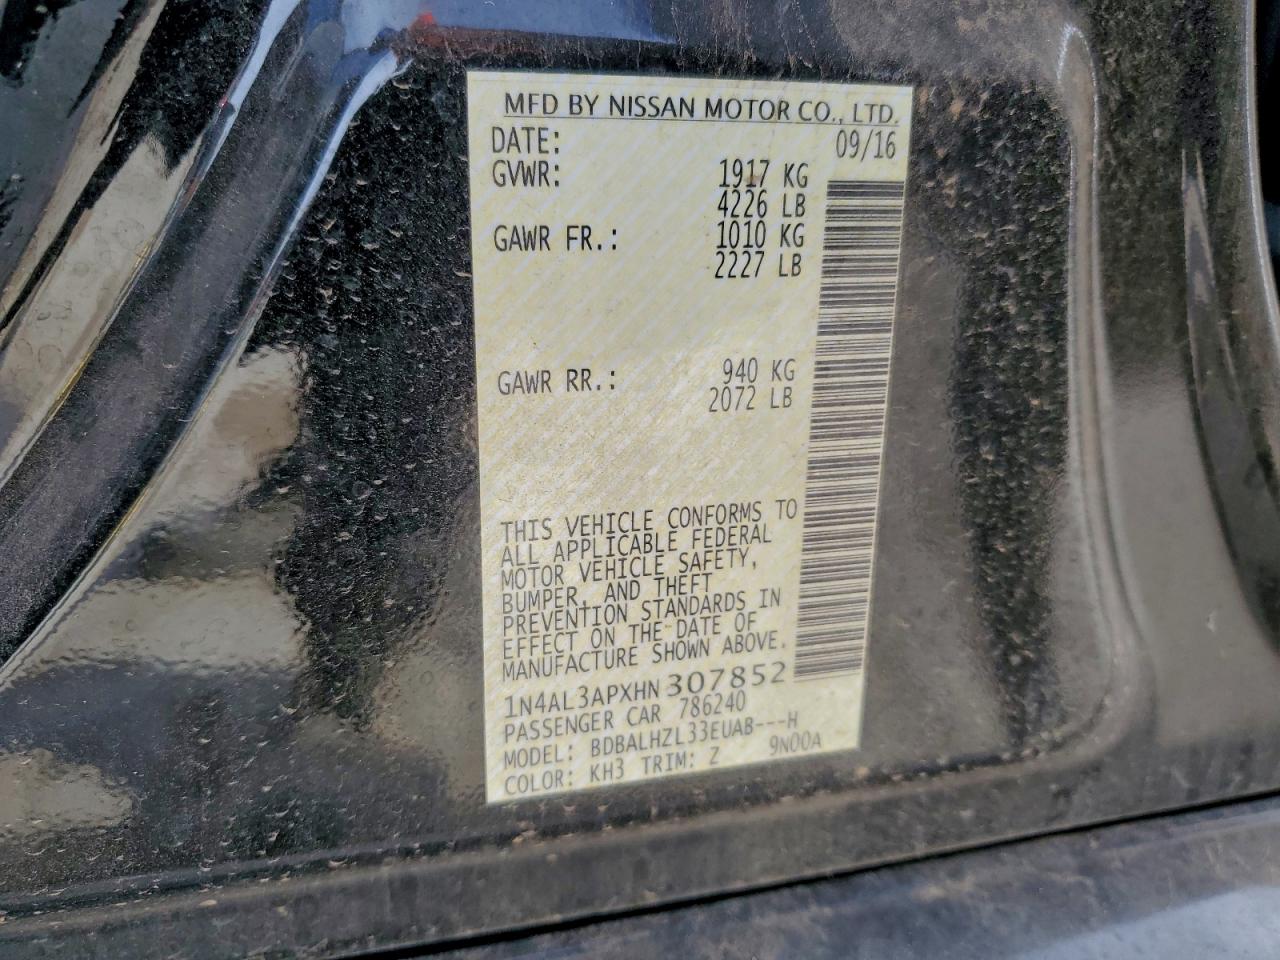 MFD BY NISSAN MOTOR CO., LTD.
DATE: 09/16
GVWR: 1917 KG
4226 LB
GAWR FR.: 1010 KG
2227 LB
GAWR RR.: 940 KG
2072 LB
THIS VEHICLE CONFORMS TO
ALL APPLICABLE FEDERAL
MOTOR VEHICLE SAFETY,
BUMPER, AND THEFT
PREVENTION STANDARDS IN
EFFECT ON THE DATE OF
MANUFACTURE SHOWN ABOVE.
1N4AL3APXHN307852
PASSENGER CAR 786240
MODEL: BDBALHZL33EUAB---H
COLOR: KH3 TRIM: Z 9N00A